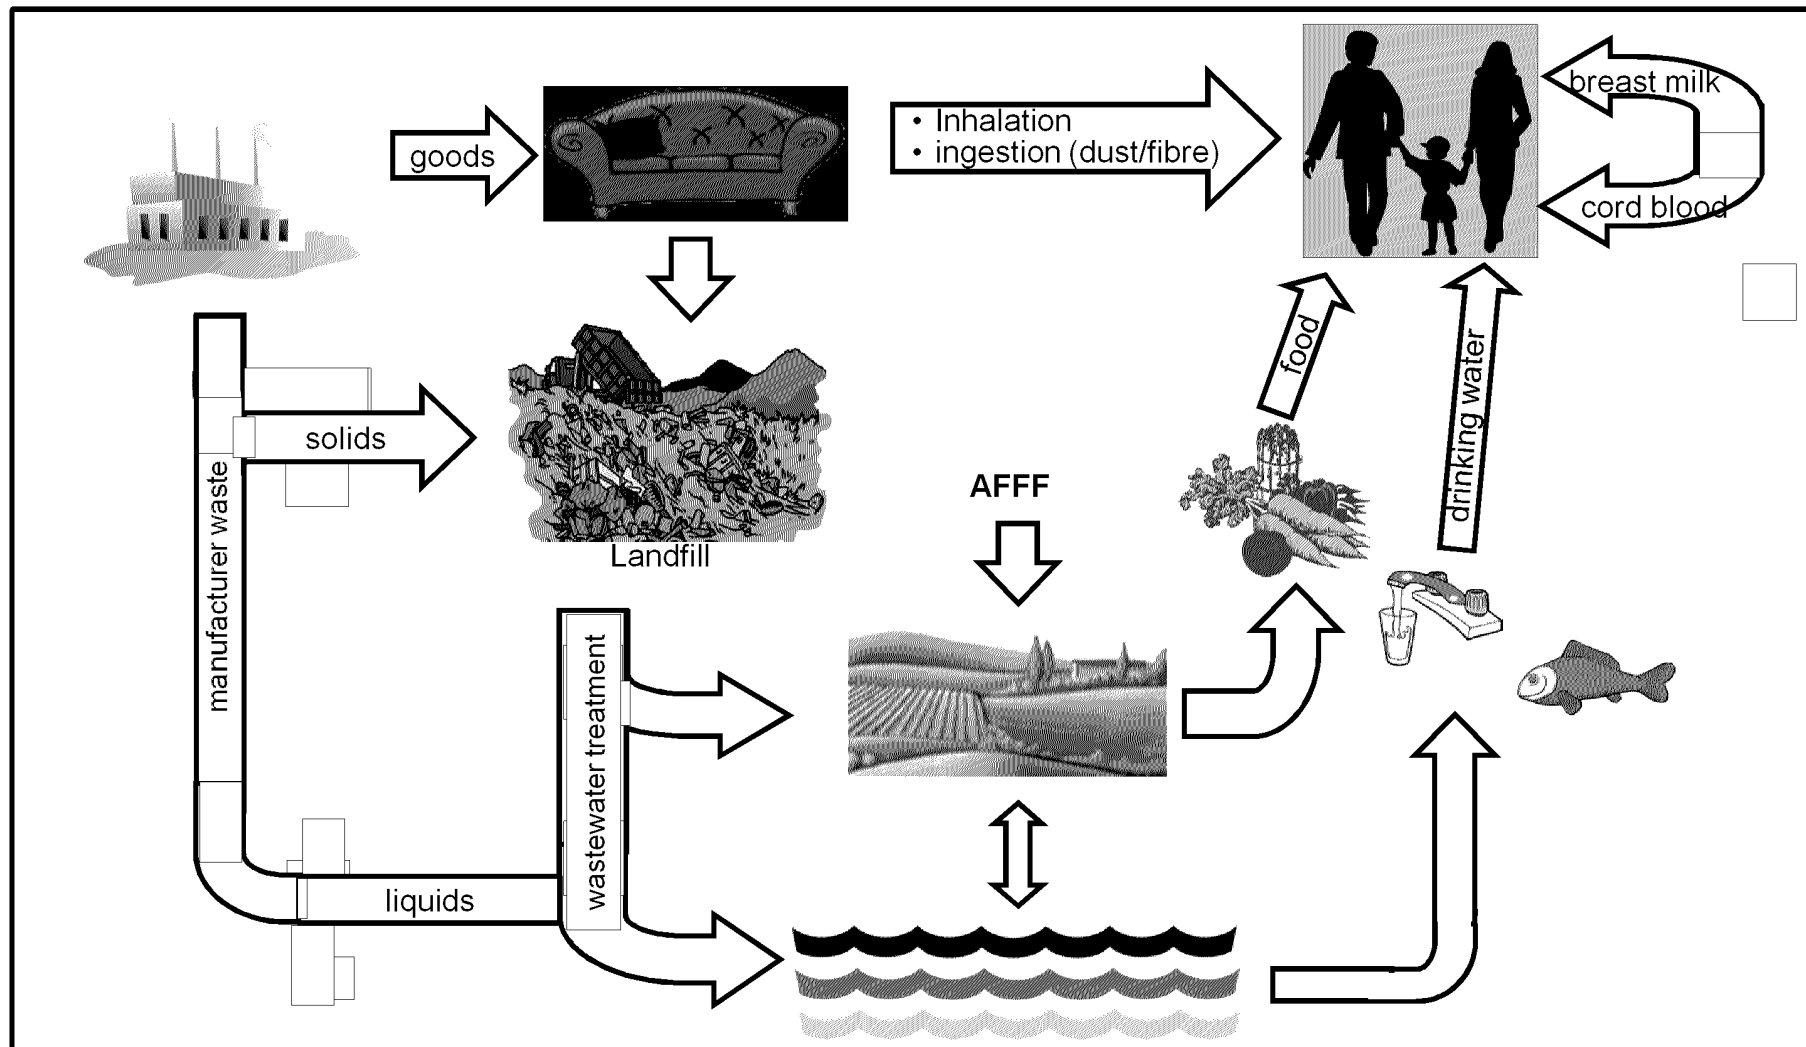 goods
• Inhalation
• ingestion (dust/fibre)
breast milk
cord blood
food
drinking water
solids
manufacturer waste
Landfill
AFFF
wastewater treatment
liquids